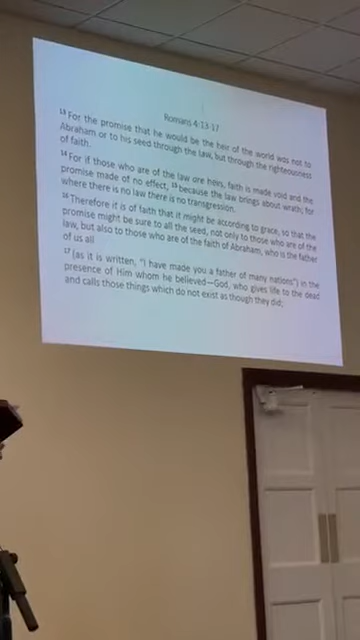 Romans 4:13-17
13 For the promise that he would be the heir of the world was not to
Abraham or to his seed through the law, but through the righteousness
of faith.
14 For if those who are of the law are heirs, faith is made void and the
promise made of no effect, 15 because the law brings about wrath; for
where there is no law there is no transgression.
16 Therefore it is of faith that it might be according to grace, so that the
promise might be sure to all the seed, not only to those who are of the
law, but also to those who are of the faith of Abraham, who is the father
of us all
17 (as it is written, "I have made you a father of many nations") in the
presence of Him whom he believed—God, who gives life to the dead
and calls those things which do not exist as though they did;